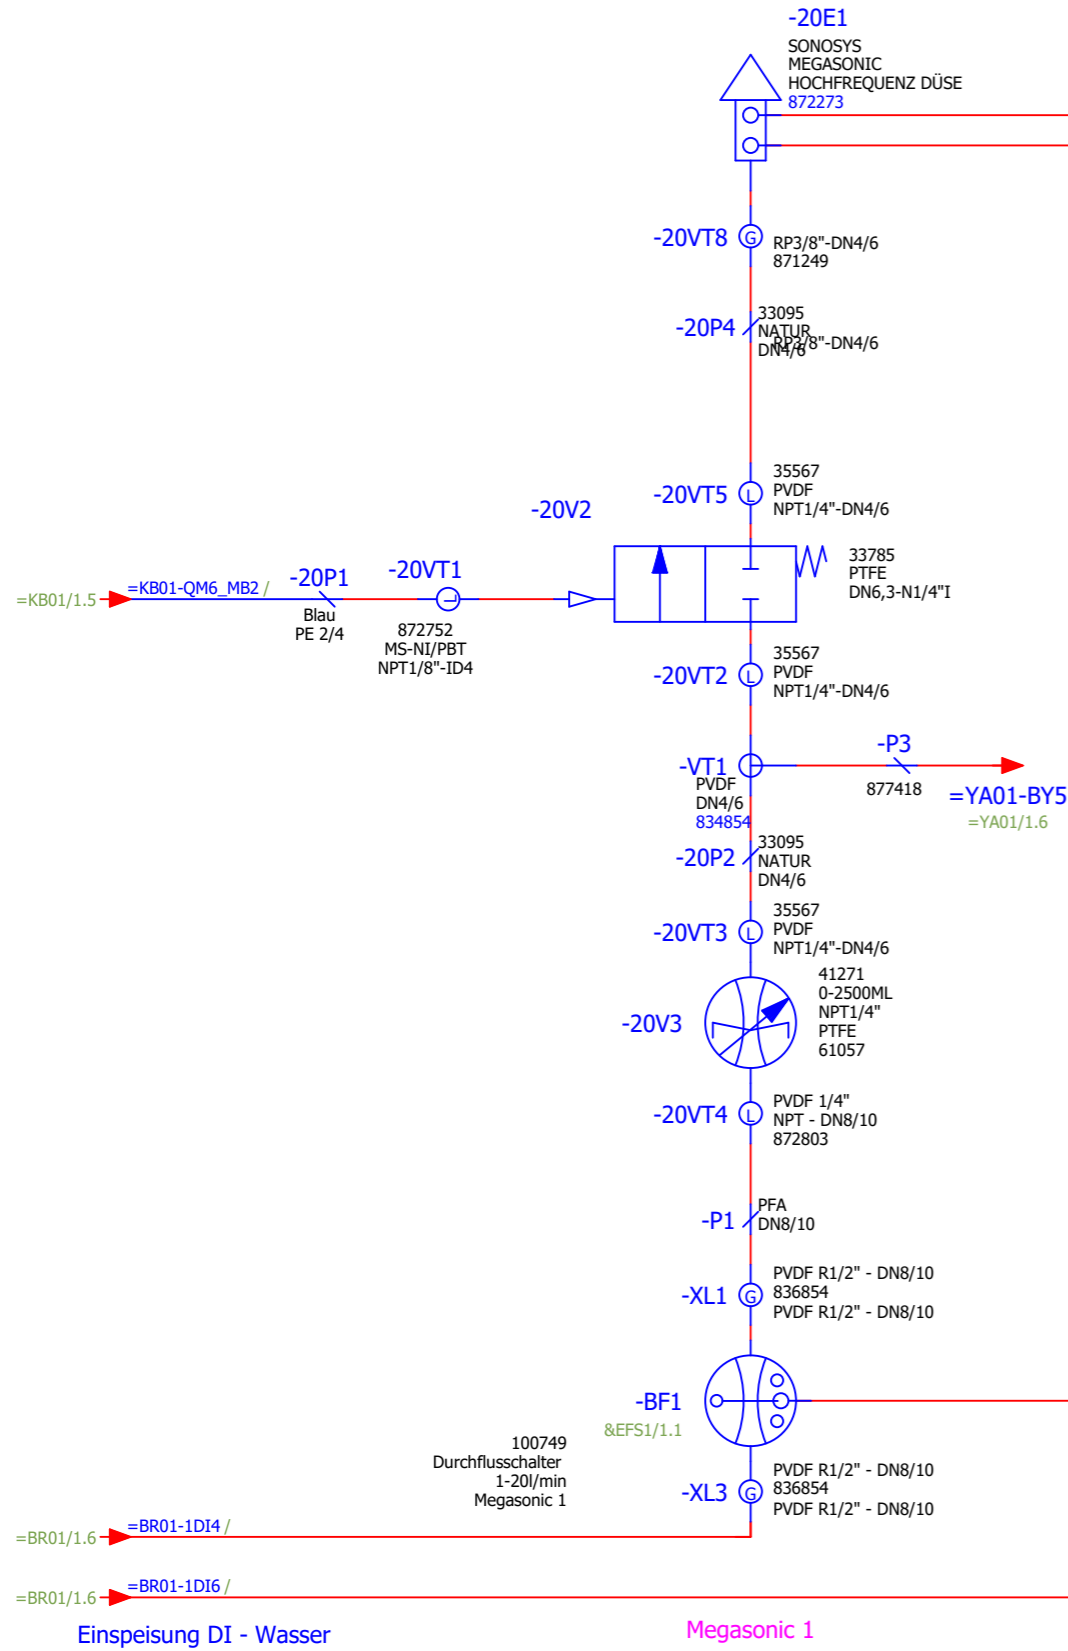 -20E1
SONOSYS
MEGASONIC
HOCHFREQUENZ DÜSE
872273
-20VT8
G
RP3/8"-DN4/6
871249
-20P4
33095
NATUR
DN4/6
RP3/8"-DN4/6
-20VT5
L
35567
PVDF
NPT1/4"-DN4/6
-20V2
33785
PTFE
DN6,3-N1/4"I
=KB01/1.5
=KB01-QM6_MB2 /
-20P1
Blau
PE 2/4
-20VT1
L
872752
MS-NI/PBT
NPT1/8"-ID4
-20VT2
L
35567
PVDF
NPT1/4"-DN4/6
-VT1
PVDF
DN4/6
834854
-P3
877418
=YA01-BY5
=YA01/1.6
-20P2
33095
NATUR
DN4/6
-20VT3
L
35567
PVDF
NPT1/4"-DN4/6
-20V3
41271
0-2500ML
NPT1/4"
PTFE
61057
-20VT4
L
PVDF 1/4"
NPT - DN8/10
872803
-P1
PFA
DN8/10
-XL1
G
PVDF R1/2" - DN8/10
836854
PVDF R1/2" - DN8/10
-BF1
&EFS1/1.1
100749
Durchflusschalter
1-20l/min
Megasonic 1
-XL3
G
PVDF R1/2" - DN8/10
836854
PVDF R1/2" - DN8/10
=BR01/1.6
=BR01-1DI4 /
=BR01/1.6
=BR01-1DI6 /
Einspeisung DI - Wasser
Megasonic 1